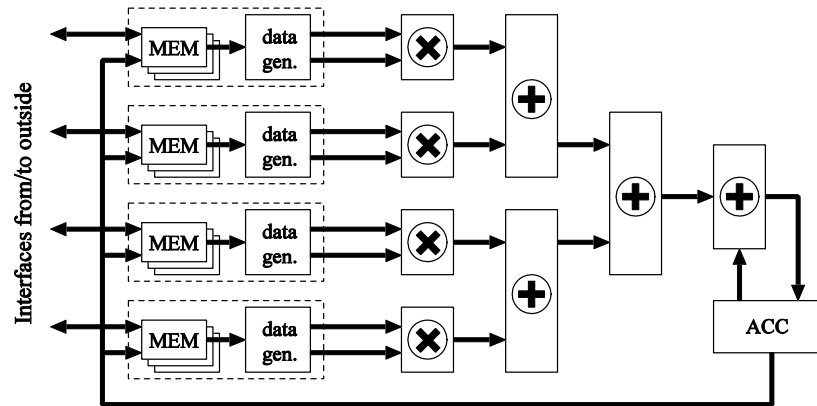 MEM
data
gen.
MEM
data
gen.
MEM
data
gen.
MEM
data
gen.
Interfaces from/to outside
ACC